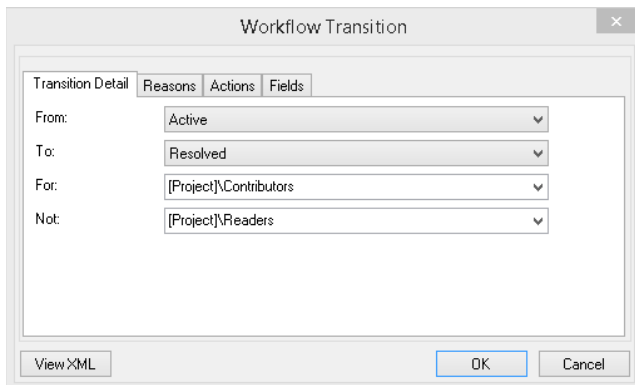 Workflow Transition
Transition Detail Reasons Actions Fields
From: Active
To: Resolved
For: [Project]\Contributors
Not: [Project]\Readers
View XML OK Cancel